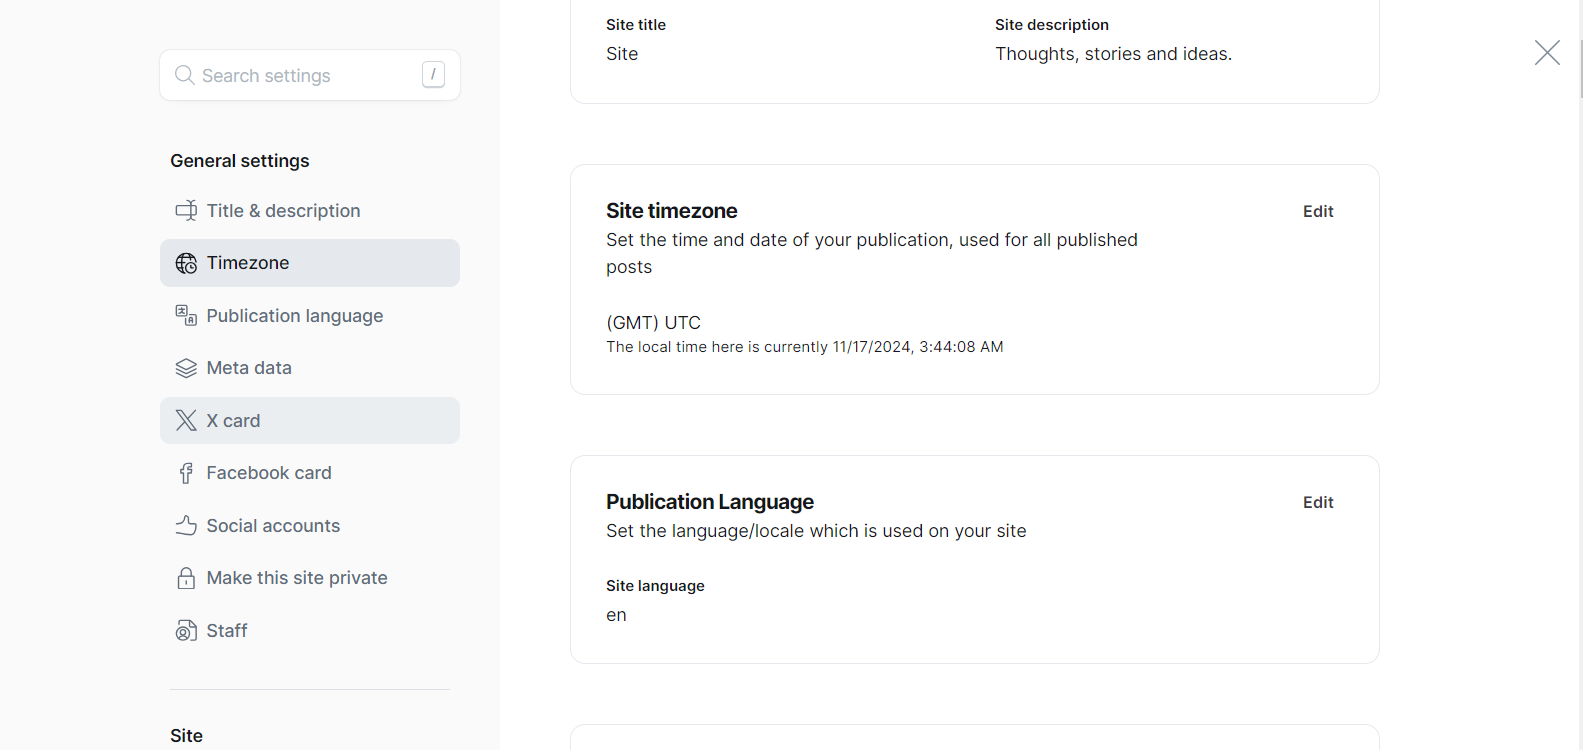 Search settings /
General settings
Title & description
Timezone
Publication language
Meta data
X card
Facebook card
Social accounts
Make this site private
Staff
Site
Site title
Site
Site description
Thoughts, stories and ideas.
Site timezone
Edit
Set the time and date of your publication, used for all published
posts
(GMT) UTC
The local time here is currently 11/17/2024, 3:44:08 AM
Publication Language
Edit
Set the language/locale which is used on your site
Site language
en